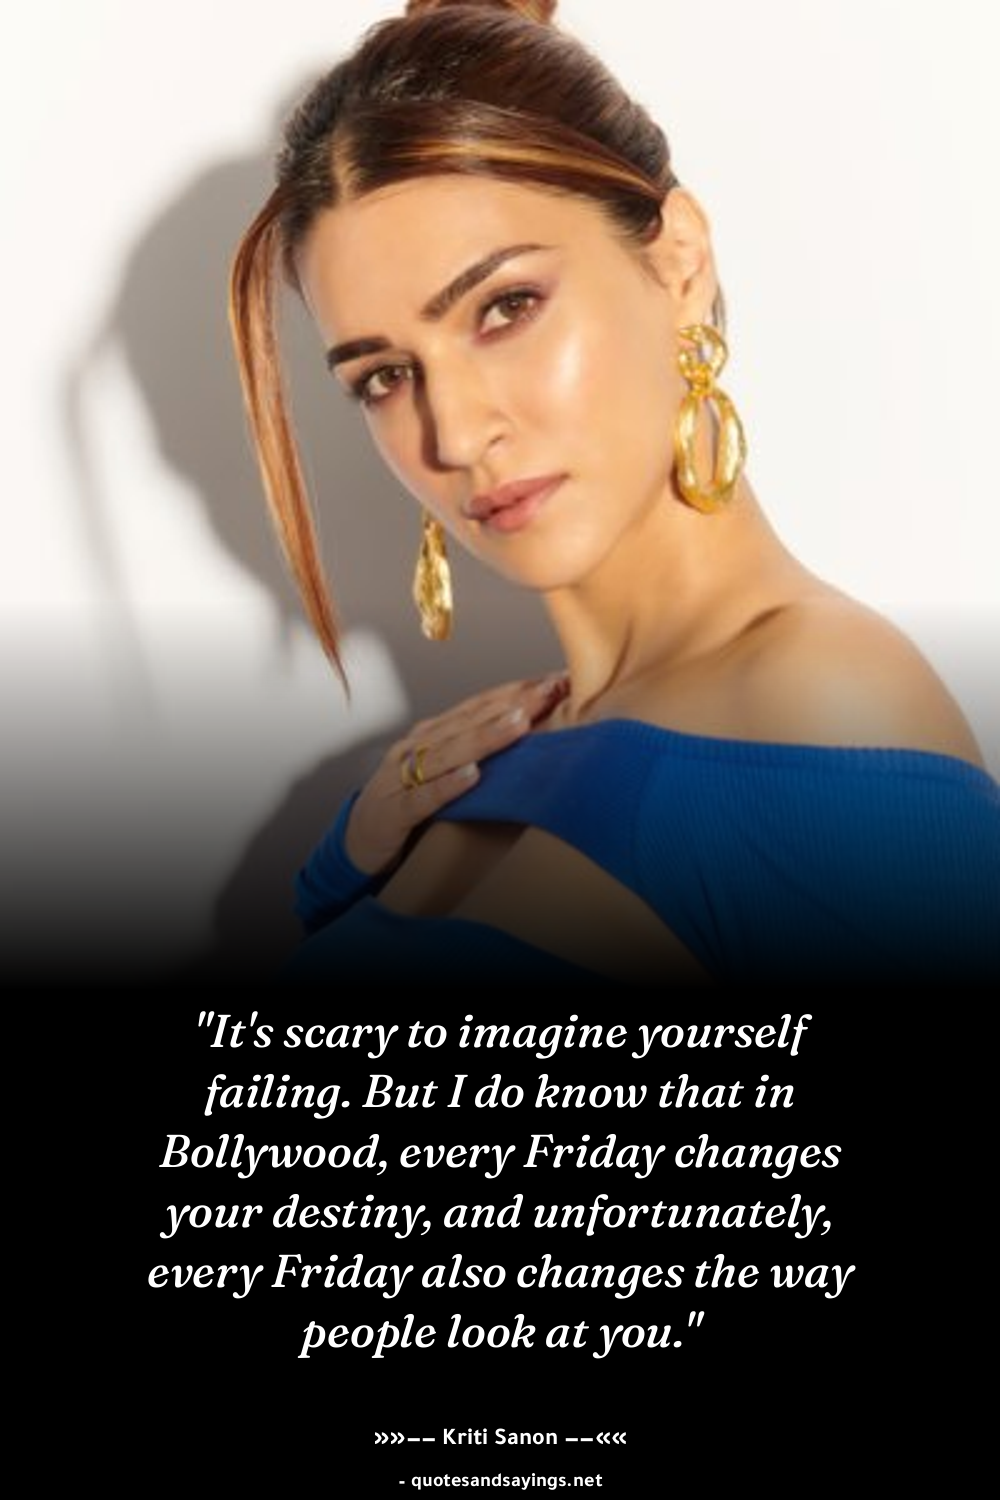 "It's scary to imagine yourself
failing. But I do know that in
Bollywood, every Friday changes
your destiny, and unfortunately,
every Friday also changes the way
people look at you."
»»–– Kriti Sanon ––««
- quotesandsayings.net